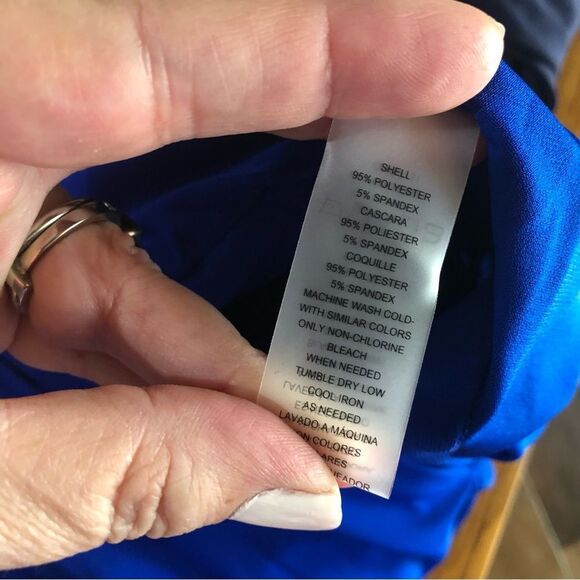 SHELL
95% POLYESTER
5% SPANDEX
CASCARA
95% POLIESTER
5% SPANDEX
COQUILLE
95% POLYESTER
5% SPANDEX
MACHINE WASH COLD-
WITH SIMILAR COLORS
ONLY NON-CHLORINE
BLEACH
WHEN NEEDED
TUMBLE DRY LOW
COOL IRON
AS NEEDED
LAVADO A MÁQUINA
COLORES